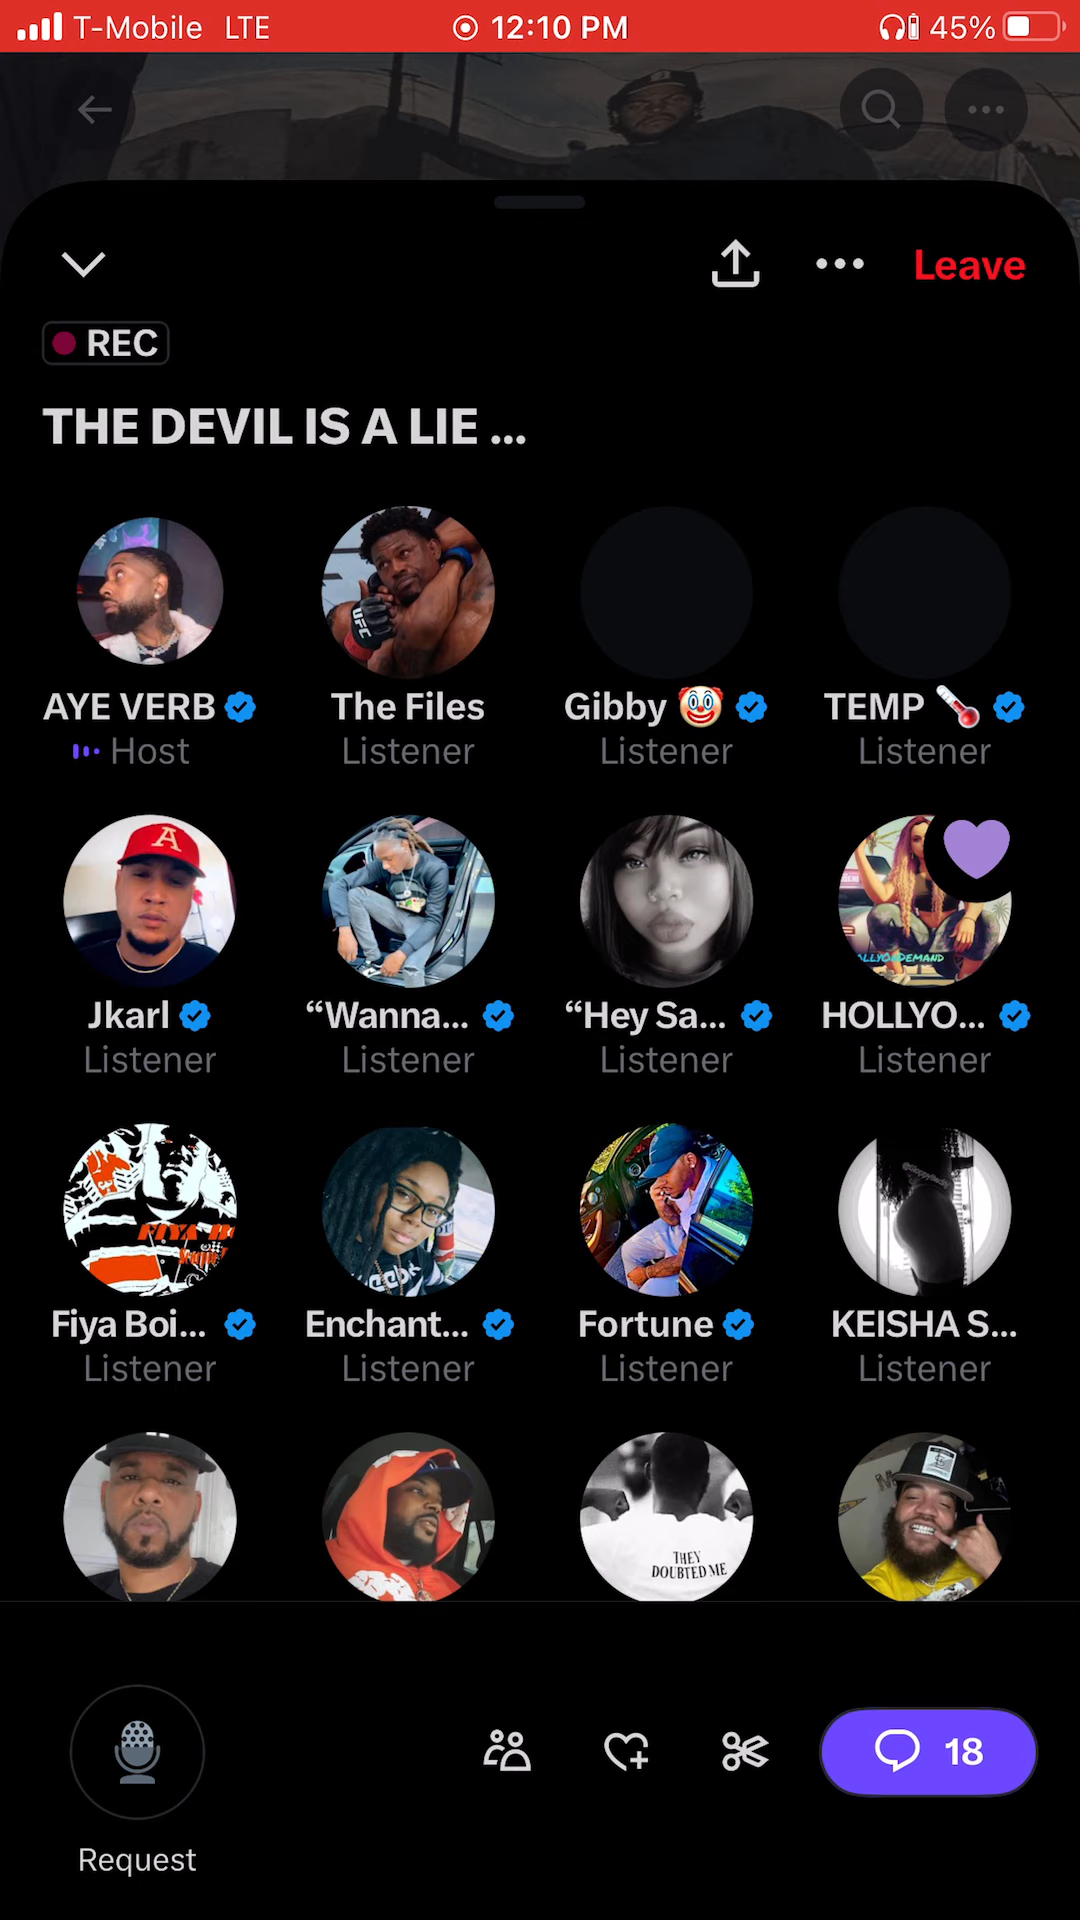 T-Mobile LTE 12:10 PM 45%
Leave
REC
THE DEVIL IS A LIE ...
AYE VERB The Files Gibby 🤡 TEMP 🌡️
Host Listener Listener Listener
UFC
Jkarl “Wanna... “Hey Sa... HOLLYO...
Listener Listener Listener Listener
A
Fiya Boi... Enchant... Fortune KEISHA S...
Listener Listener Listener Listener
THEY
DOUBTED ME
18
Request